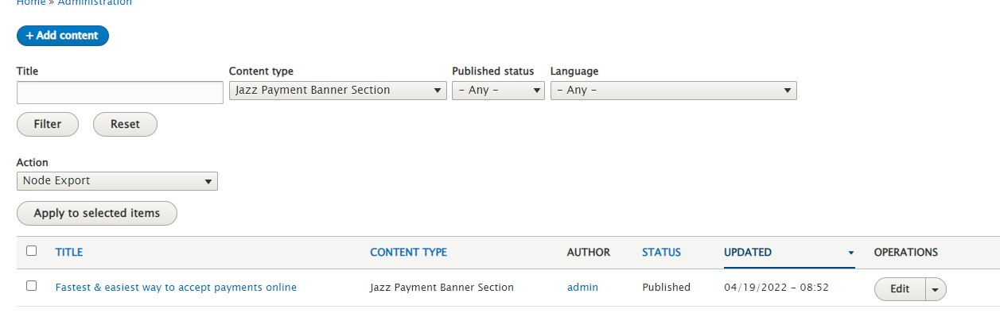 Home » Administration
+ Add content
Title Content type Published status Language
Jazz Payment Banner Section - Any - - Any -
Filter Reset
Action
Node Export
Apply to selected items
TITLE CONTENT TYPE AUTHOR STATUS UPDATED OPERATIONS
Fastest & easiest way to accept payments online Jazz Payment Banner Section admin Published 04/19/2022 - 08:52 Edit